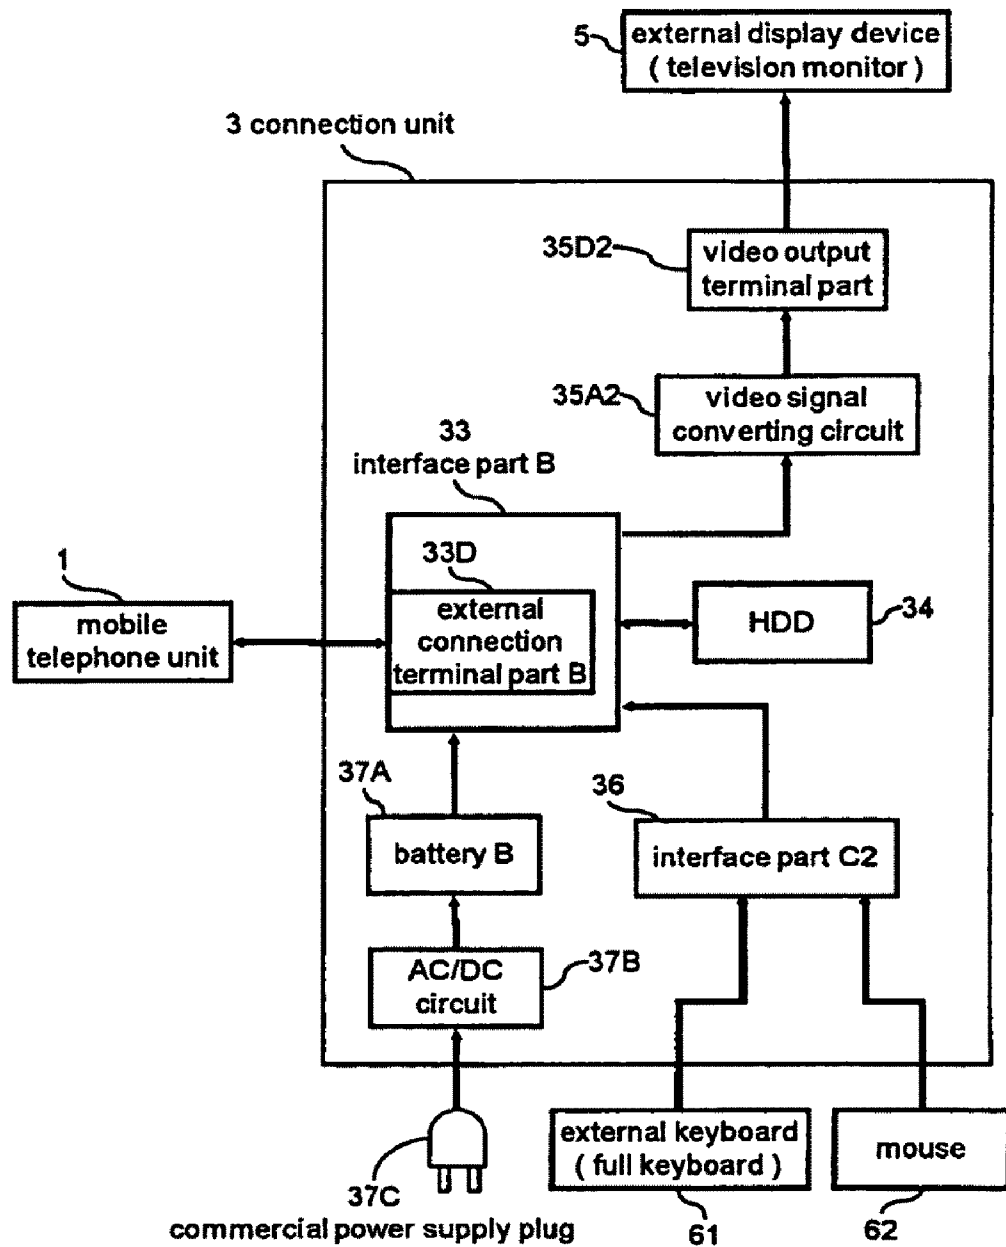 5
external display device
( television monitor )
3 connection unit
35D2
video output
terminal part
35A2
video signal
converting circuit
33
interface part B
33D
external
connection
terminal part B
1
mobile
telephone unit
HDD
34
37A
battery B
36
interface part C2
AC/DC
circuit
37B
37C
commercial power supply plug
external keyboard
( full keyboard )
61
mouse
62